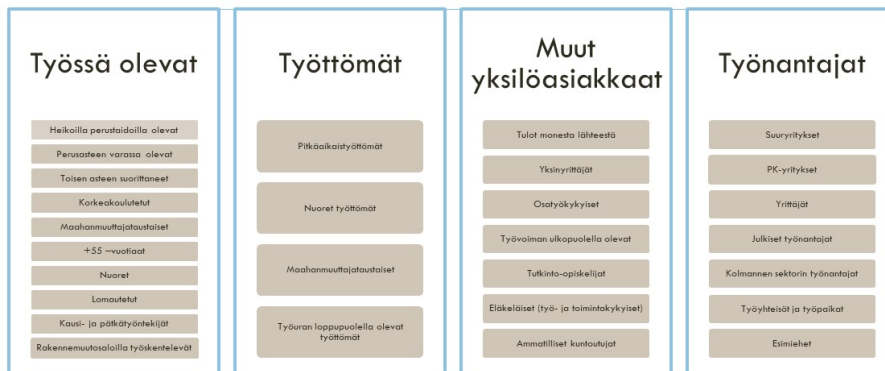 Työssä olevat
Heikoilla perustaidoilla olevat
Perusasteen varassa olevat
Toisen asteen suorittaneet
Korkeakoulutetut
Maahanmuuttajataustaiset
+55 –vuotiaat
Nuoret
Lomautetut
Kausi- ja pätkätyöntekijät
Rakennemuutosaloilla työskentelevät
Työttömät
Pitkäaikaistyöttömät
Nuoret työttömät
Maahanmuuttajataustaiset
Työuran loppupuolella olevat
työttömät
Muut
yksilöasiakkaat
Tulot monesta lähteestä
Yksinyrittäjät
Osatyökykyiset
Työvoiman ulkopuolella olevat
Tutkinto-opiskelijat
Eläkeläiset (työ- ja toimintakykyiset)
Ammatilliset kuntoutujat
Työnantajat
Suuryritykset
PK-yritykset
Yrittäjät
Julkiset työnantajat
Kolmannen sektorin työnantajat
Työyhteisöt ja työpaikat
Esimiehet